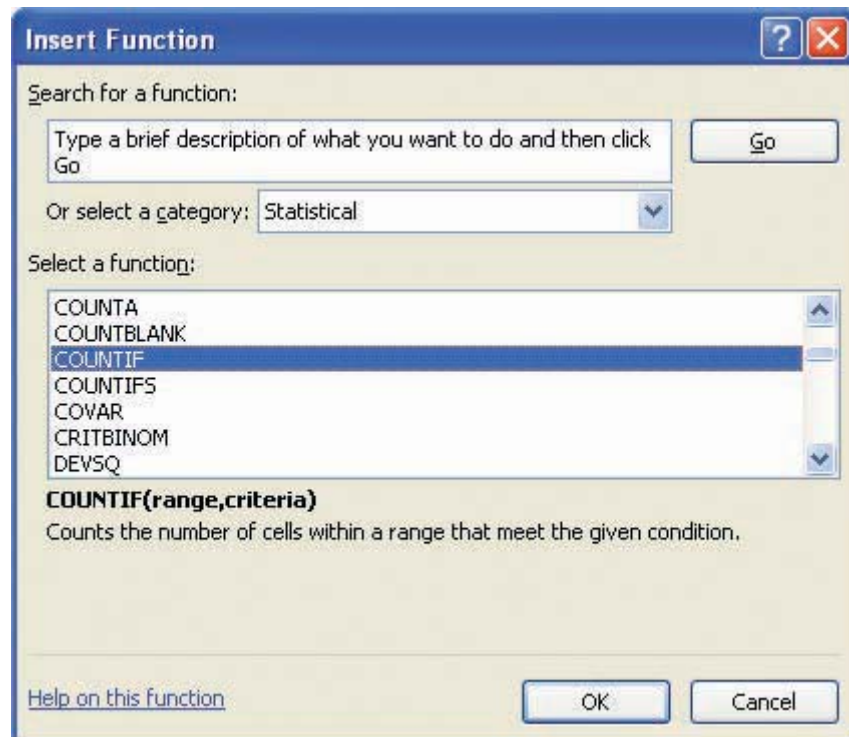 Insert Function
Search for a function:
Type a brief description of what you want to do and then click
Go
Go
Or select a category: Statistical
Select a function:
COUNTA
COUNTBLANK
COUNTIF
COUNTIFS
COVAR
CRITBINOM
DEVSQ
COUNTIF(range,criteria)
Counts the number of cells within a range that meet the given condition.
Help on this function
OK
Cancel